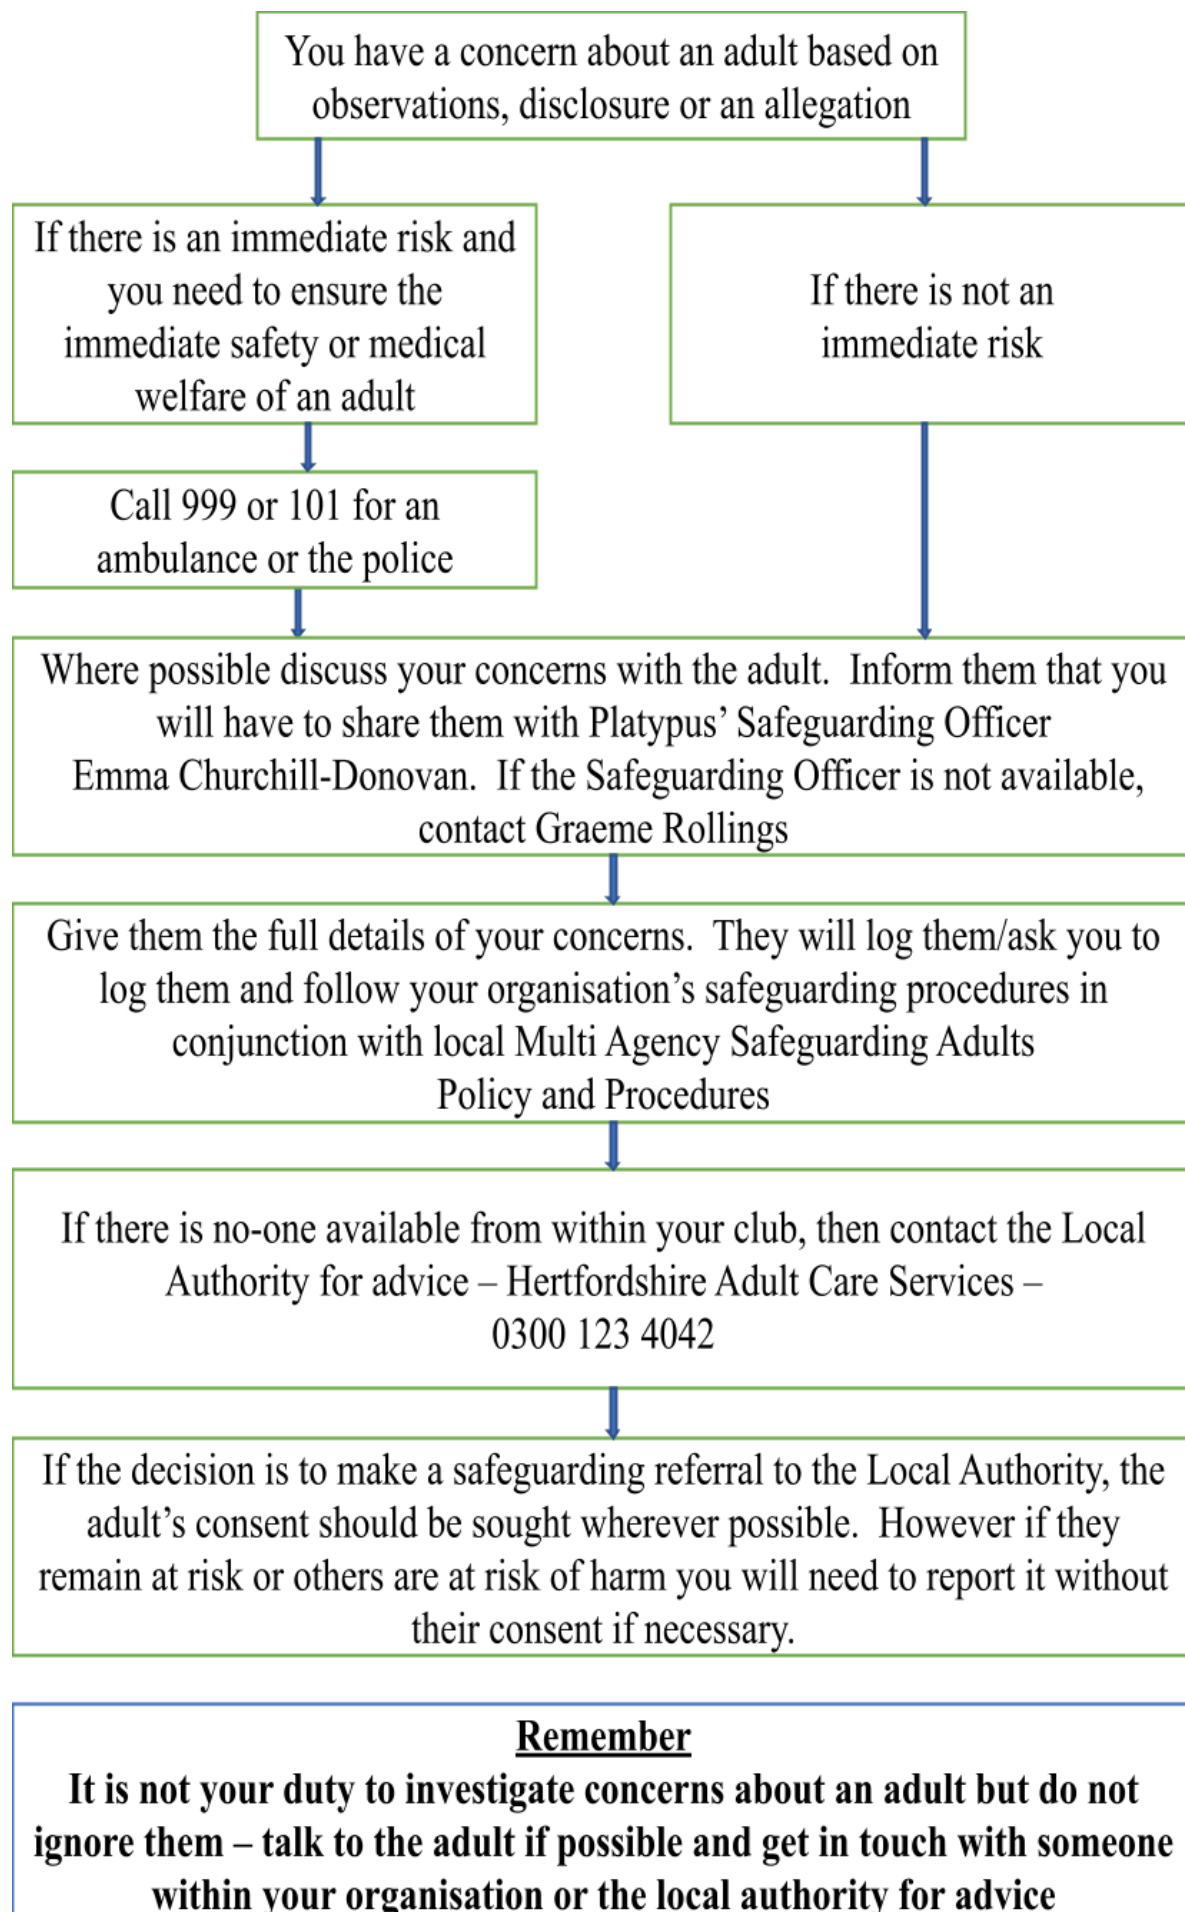 You have a concern about an adult based on
observations, disclosure or an allegation
If there is an immediate risk and
you need to ensure the
immediate safety or medical
welfare of an adult
If there is not an
immediate risk
Call 999 or 101 for an
ambulance or the police
Where possible discuss your concerns with the adult.  Inform them that you
will have to share them with Platypus’ Safeguarding Officer
Emma Churchill-Donovan.  If the Safeguarding Officer is not available,
contact Graeme Rollings
Give them the full details of your concerns.  They will log them/ask you to
log them and follow your organisation’s safeguarding procedures in
conjunction with local Multi Agency Safeguarding Adults
Policy and Procedures
If there is no-one available from within your club, then contact the Local
Authority for advice – Hertfordshire Adult Care Services –
0300 123 4042
If the decision is to make a safeguarding referral to the Local Authority, the
adult’s consent should be sought wherever possible.  However if they
remain at risk or others are at risk of harm you will need to report it without
their consent if necessary.
Remember
It is not your duty to investigate concerns about an adult but do not
ignore them – talk to the adult if possible and get in touch with someone
within your organisation or the local authority for advice